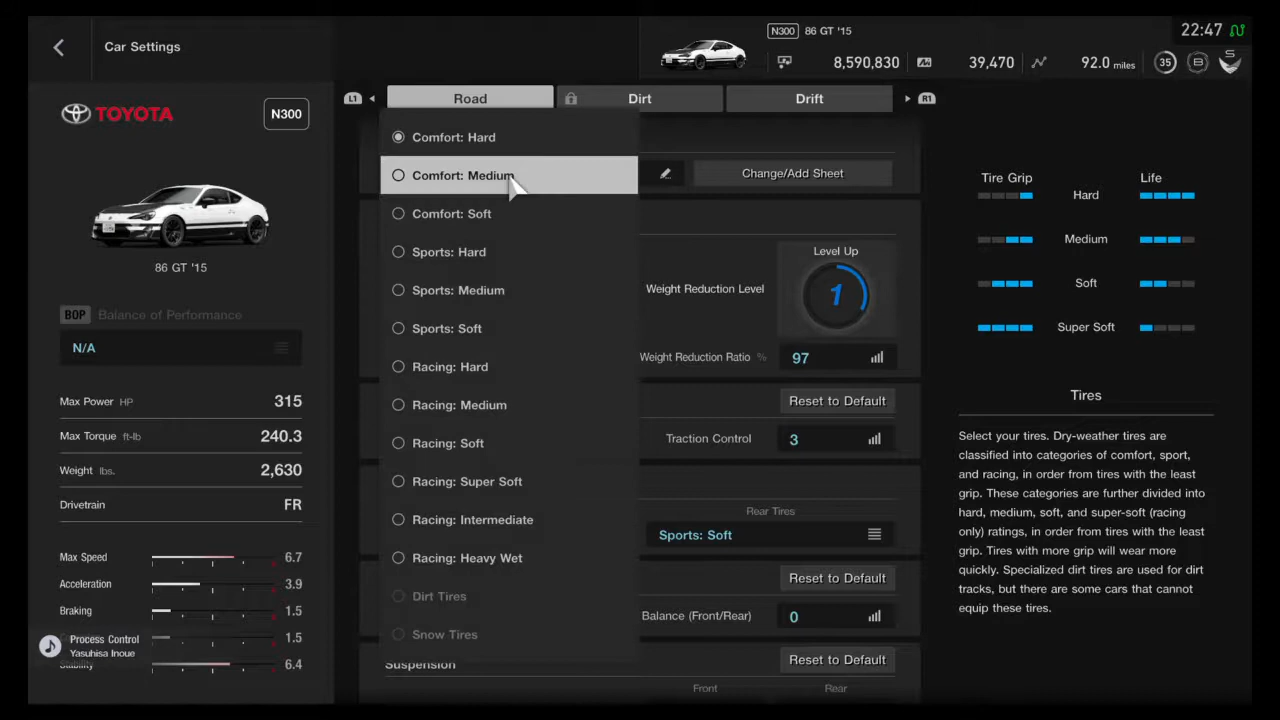 Car Settings
N300 86 GT '15
8,590,830
39,470
92.0 miles
35
B
S
22:47
TOYOTA
N300
86 GT '15
BOP Balance of Performance
N/A
Max Power HP 315
Max Torque ft-lb 240.3
Weight lbs. 2,630
Drivetrain FR
Max Speed 6.7
Acceleration 3.9
Braking 1.5
1.5
Stability 6.4
Process Control
Yasuhisa Inoue
L1 Road Dirt Drift R1
Comfort: Hard
Comfort: Medium
Comfort: Soft
Sports: Hard
Sports: Medium
Sports: Soft
Racing: Hard
Racing: Medium
Racing: Soft
Racing: Super Soft
Racing: Intermediate
Racing: Heavy Wet
Dirt Tires
Snow Tires
Suspension
Change/Add Sheet
Level Up
Weight Reduction Level 1
Weight Reduction Ratio % 97
Reset to Default
Traction Control 3
Rear Tires
Sports: Soft
Reset to Default
Balance (Front/Rear) 0
Reset to Default
Front Rear
Tire Grip Life
Hard
Medium
Soft
Super Soft
Tires
Select your tires. Dry-weather tires are
classified into categories of comfort, sport,
and racing, in order from tires with the least
grip. These categories are further divided into
hard, medium, soft, and super-soft (racing
only) ratings, in order from tires with the least
grip. Tires with more grip will wear more
quickly. Specialized dirt tires are used for dirt
tracks, but there are some cars that cannot
equip these tires.